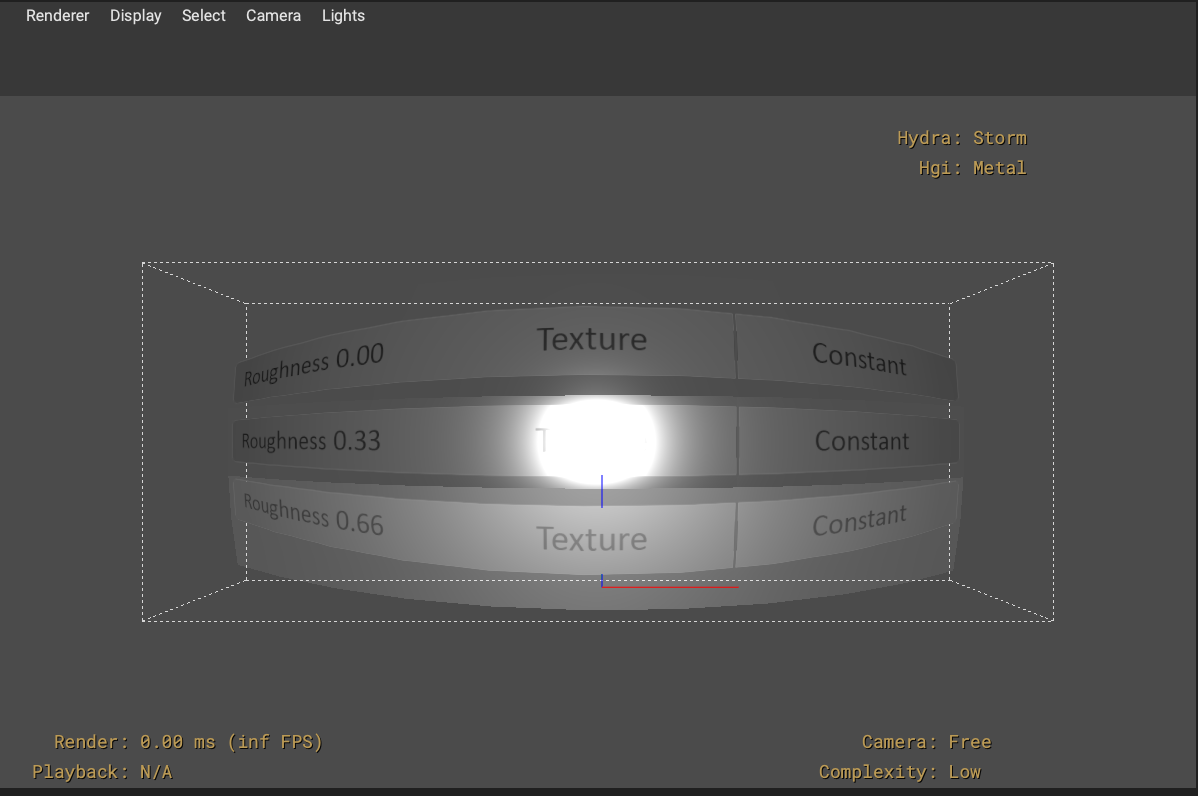 Renderer Display Select Camera Lights
Hydra: Storm
Hgi: Metal
Roughness 0.00 Texture Constant
Roughness 0.33 T Constant
Roughness 0.66 Texture Constant
Render: 0.00 ms (inf FPS) Camera: Free
Playback: N/A Complexity: Low